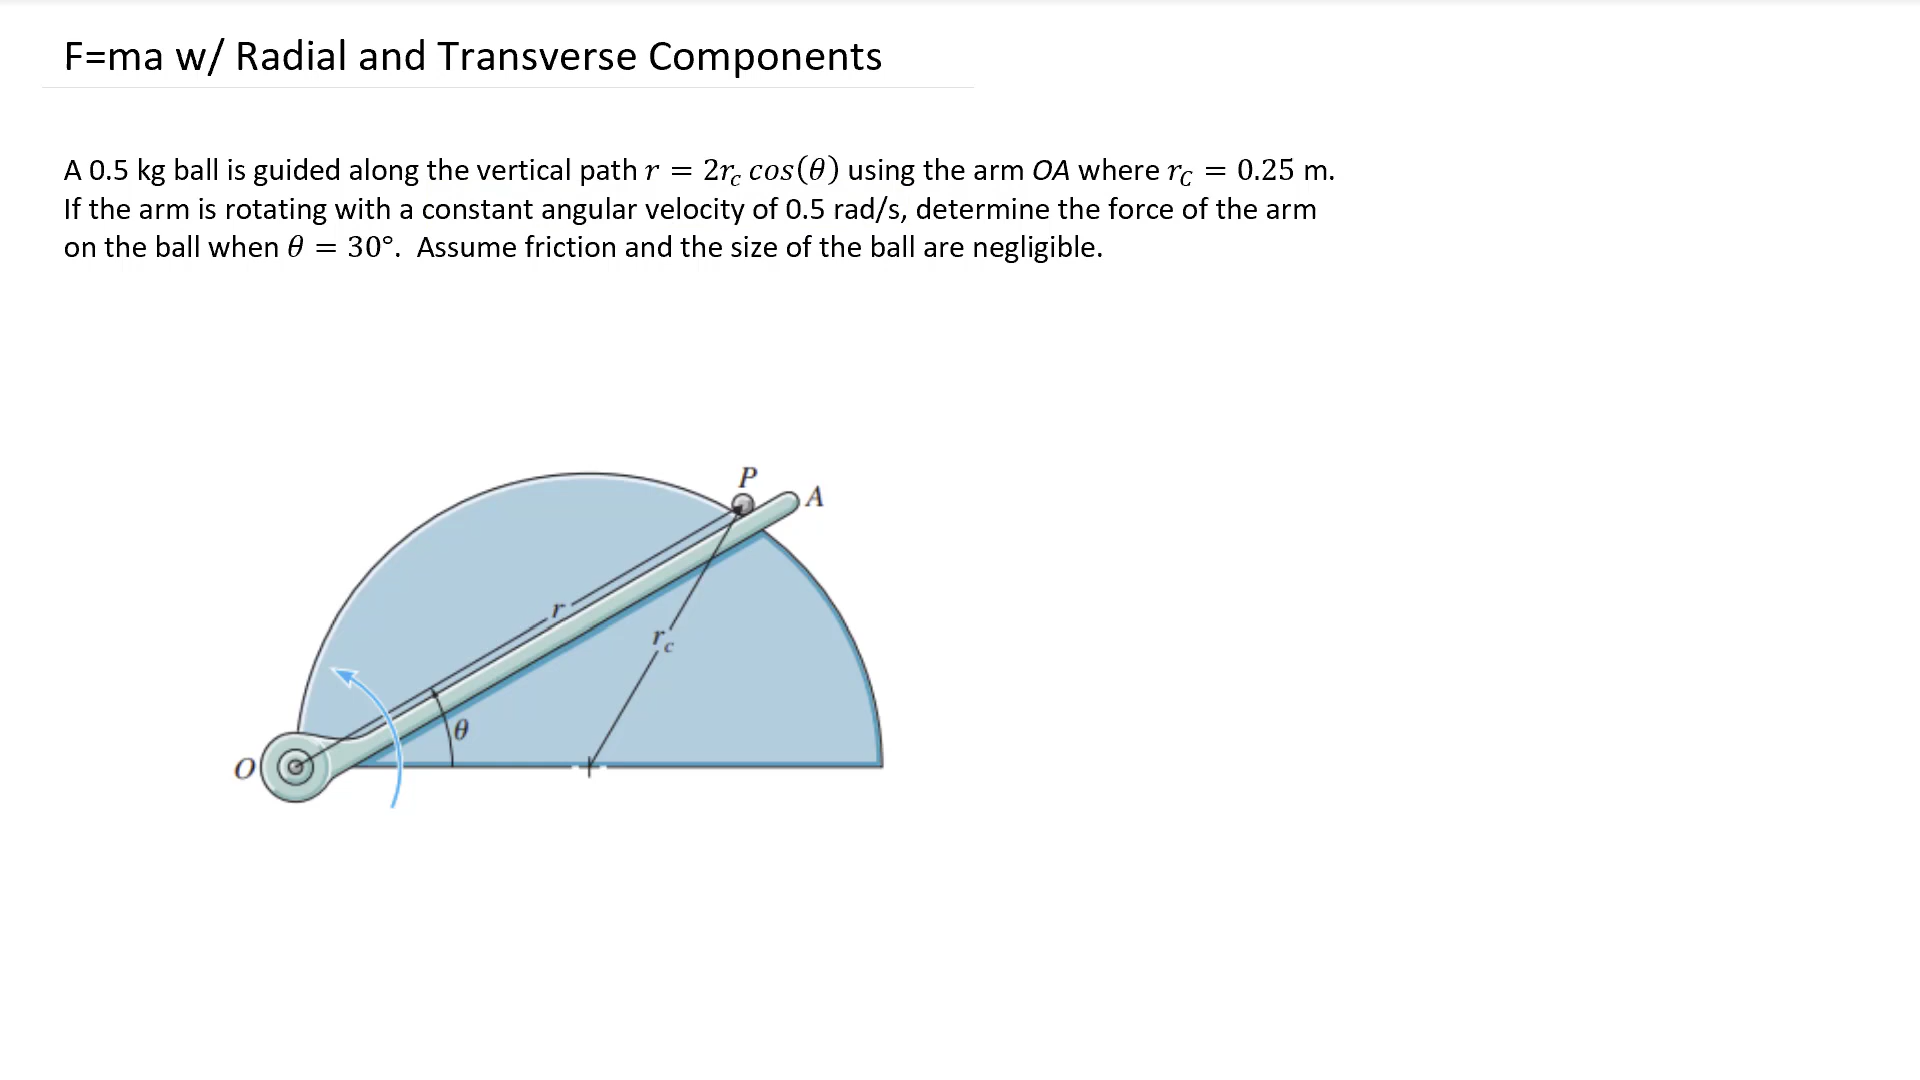 F=ma w/ Radial and Transverse Components
A 0.5 kg ball is guided along the vertical path r = 2r_c cos(θ) using the arm OA where r_C = 0.25 m.
If the arm is rotating with a constant angular velocity of 0.5 rad/s, determine the force of the arm
on the ball when θ = 30°. Assume friction and the size of the ball are negligible.
P
A
r
r_c
θ
O